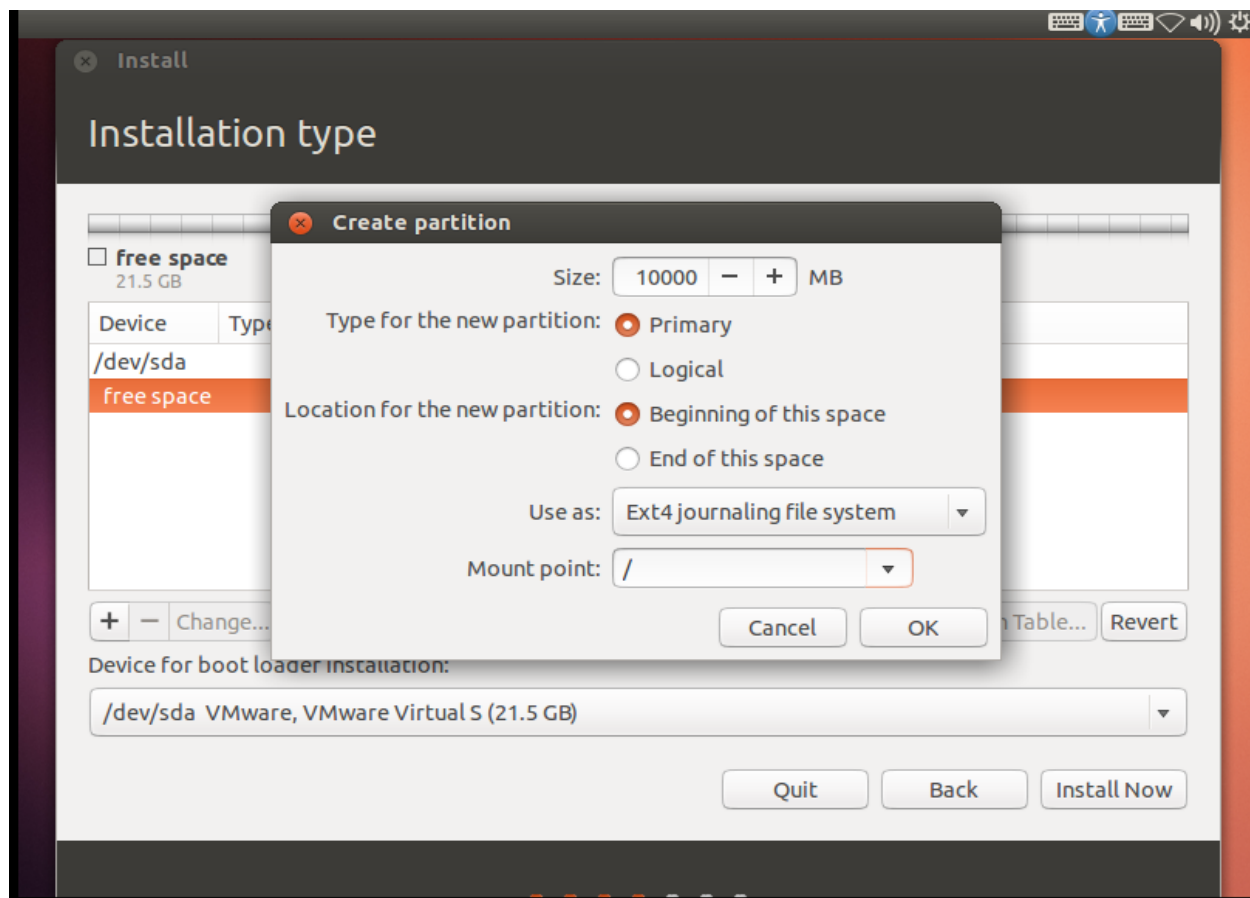 Install
Installation type
Create partition
free space
21.5 GB
Size: 10000 − + MB
Type for the new partition: Primary
Logical
Location for the new partition: Beginning of this space
End of this space
Use as: Ext4 journaling file system
Mount point: /
Cancel OK
Device
/dev/sda
free space
+ − Change... Table... Revert
Device for boot loader installation:
/dev/sda VMware, VMware Virtual S (21.5 GB)
Quit Back Install Now